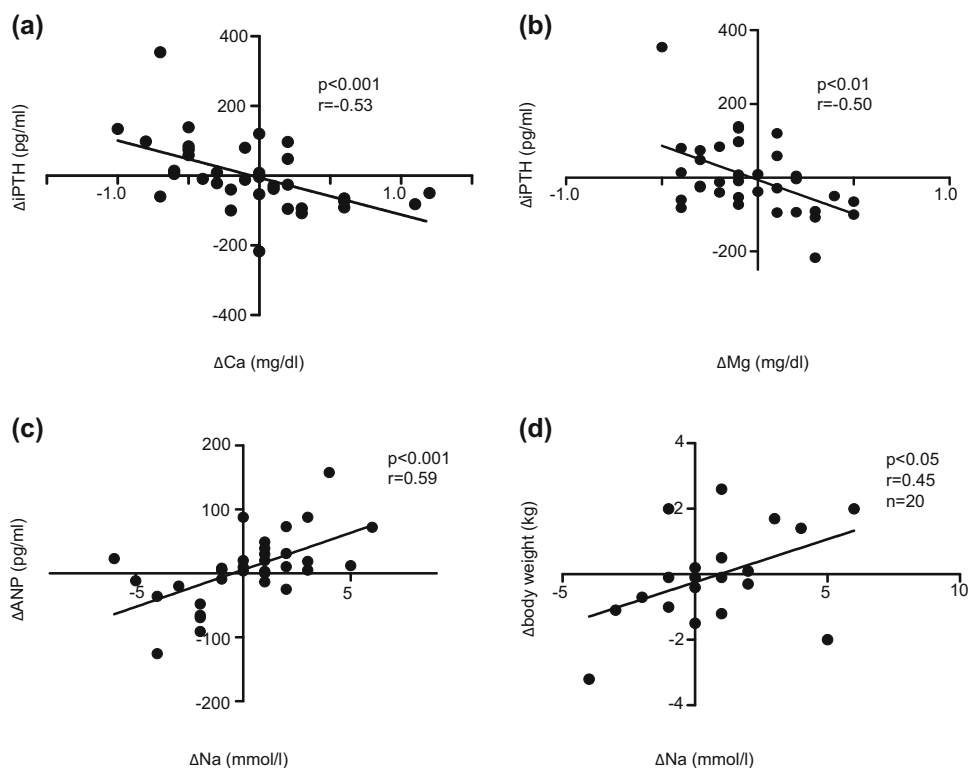 (a)
400
200
-200
-400
-1.0
1.0
p<0.001
r=-0.53
ΔiPTH (pg/ml)
ΔCa (mg/dl)
(b)
400
200
-200
-1.0
1.0
p<0.01
r=-0.50
ΔiPTH (pg/ml)
ΔMg (mg/dl)
(c)
200
100
-100
-200
-5
5
p<0.001
r=0.59
ΔANP (pg/ml)
ΔNa (mmol/l)
(d)
4
2
-2
-4
-5
5
10
p<0.05
r=0.45
n=20
Δbody weight (kg)
ΔNa (mmol/l)